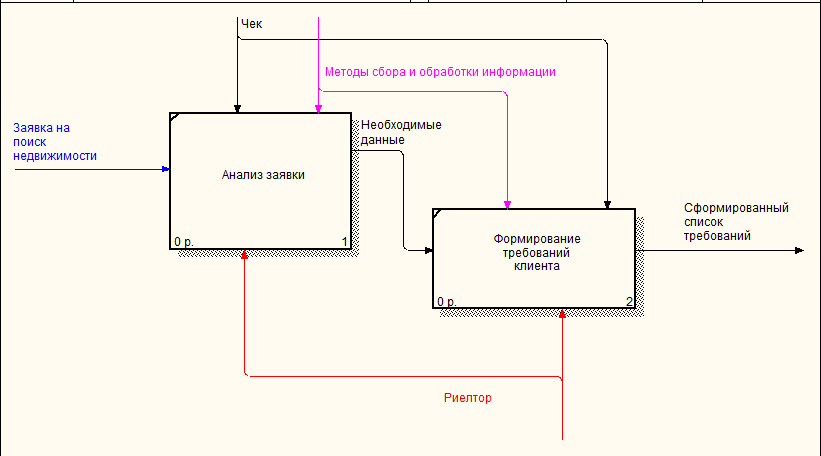 Чек
Методы сбора и обработки информации
Заявка на
поиск
недвижимости
Необходимые
данные
Анализ заявки
0 р.
1
Сформированный
список
требований
Формирование
требований
клиента
0 р.
2
Риелтор